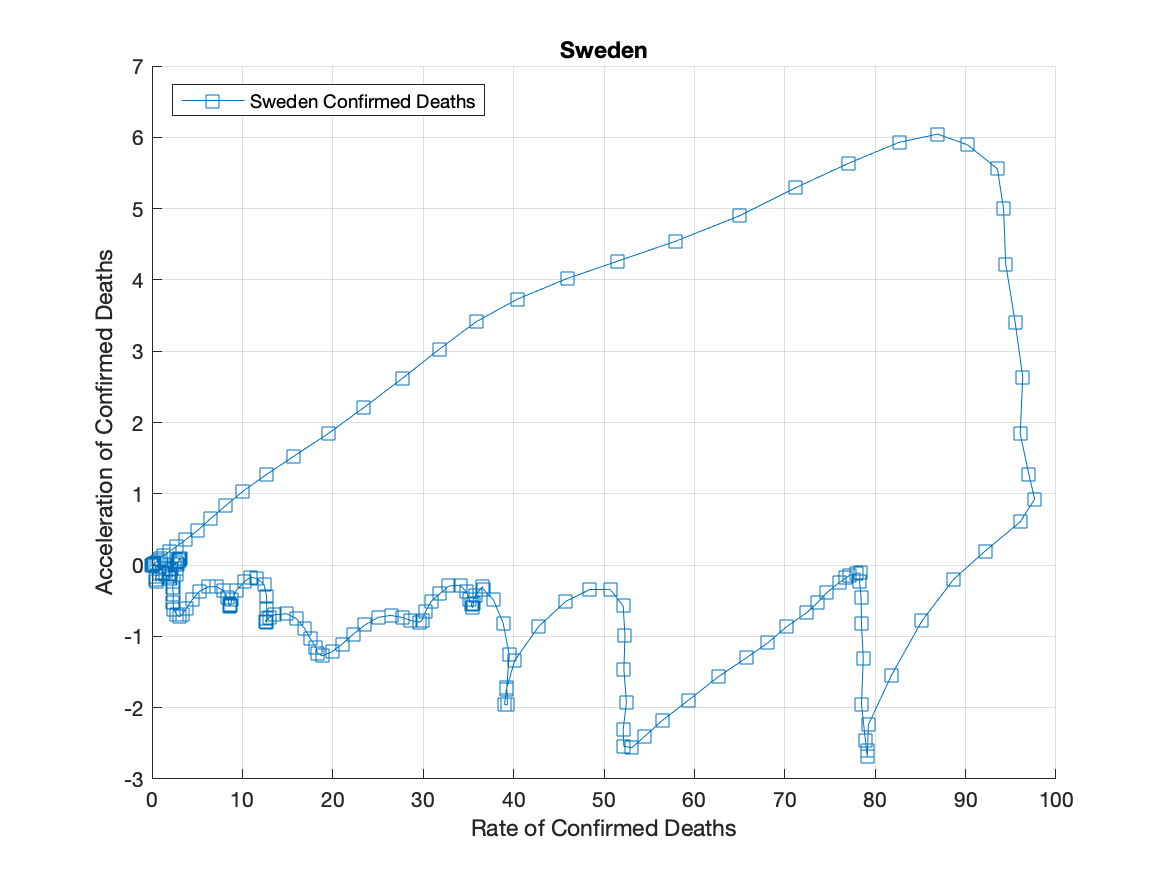 Sweden
Sweden Confirmed Deaths
7
6
5
4
3
2
1
0
-1
-2
-3
Acceleration of Confirmed Deaths
0 10 20 30 40 50 60 70 80 90 100
Rate of Confirmed Deaths